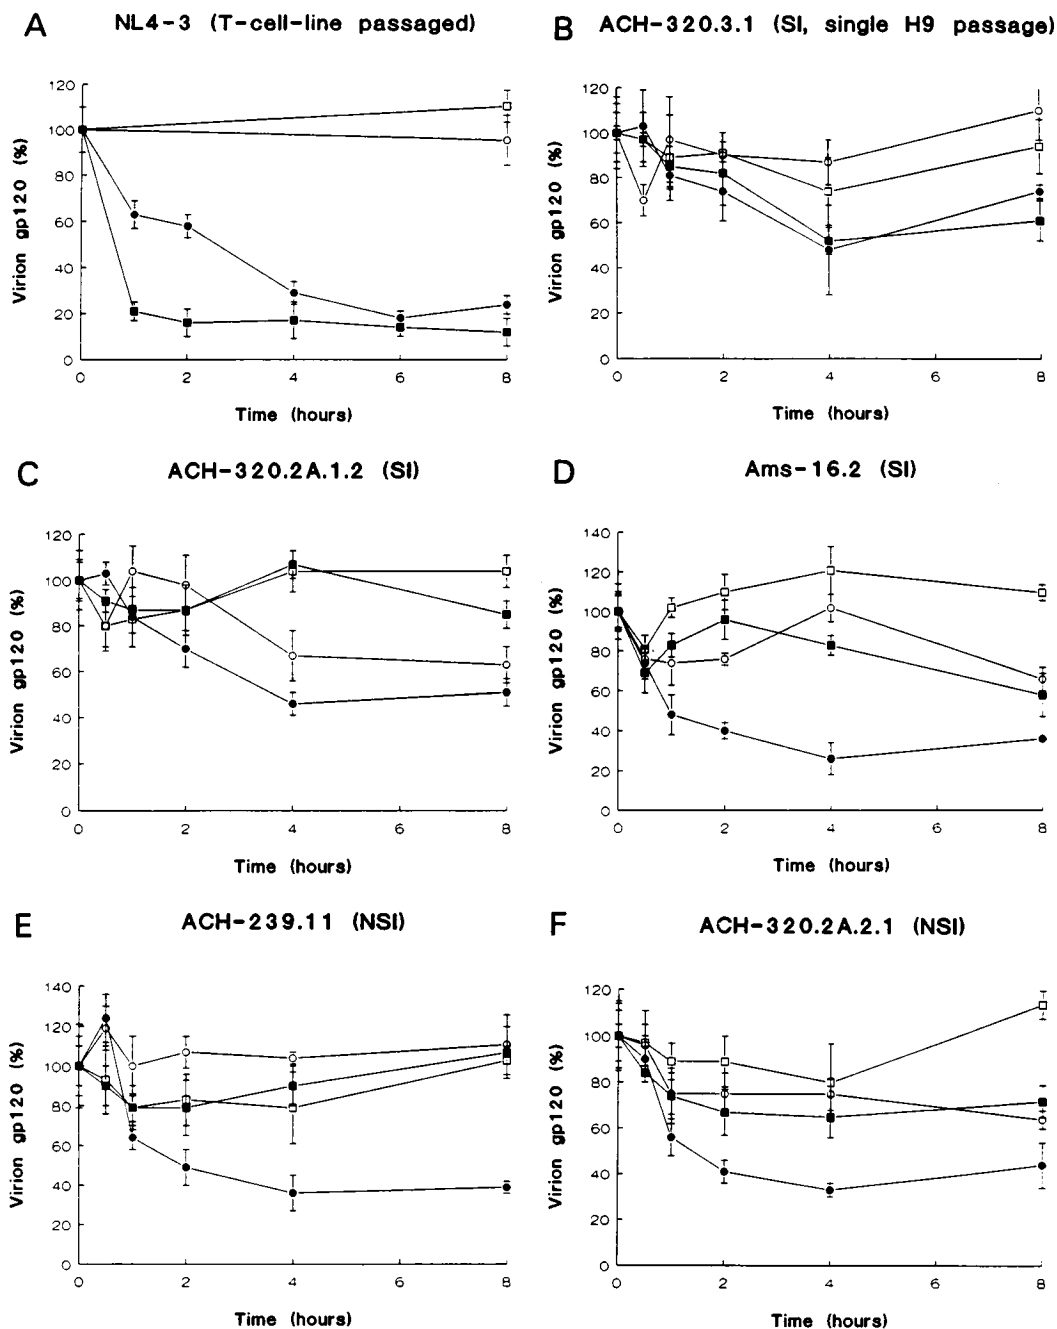 A NL4-3 (T-cell-line passaged)
Virion gp120 (%)
120
100
80
60
40
20
0
0 2 4 6 8
Time (hours)
B ACH-320.3.1 (SI, single H9 passage)
Virion gp120 (%)
120
100
80
60
40
20
0
0 2 4 6 8
Time (hours)
C ACH-320.2A.1.2 (SI)
Virion gp120 (%)
120
100
80
60
40
20
0
0 2 4 6 8
Time (hours)
D Ams-16.2 (SI)
Virion gp120 (%)
140
120
100
80
60
40
20
0
0 2 4 6 8
Time (hours)
E ACH-239.11 (NSI)
Virion gp120 (%)
140
120
100
80
60
40
20
0
0 2 4 6 8
Time (hours)
F ACH-320.2A.2.1 (NSI)
Virion gp120 (%)
120
100
80
60
40
20
0
0 2 4 6 8
Time (hours)